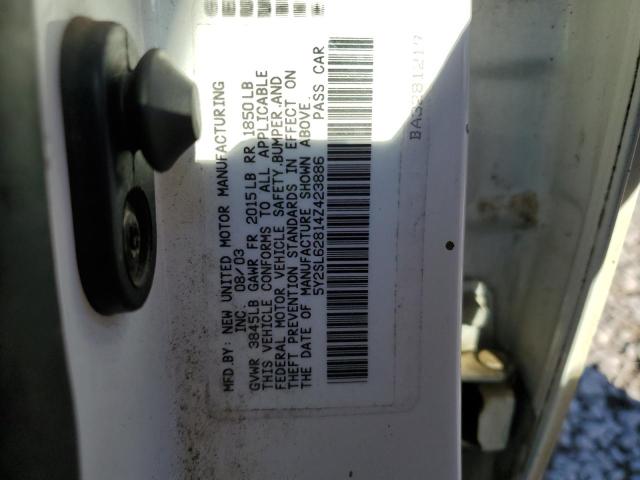 MFD.BY: NEW UNITED MOTOR MANUFACTURING
INC 08/03
GVWR 3845LB GAWR FR 2015LB RR 1850LB
THIS VEHICLE CONFORMS TO ALL APPLICABLE
FEDERAL MOTOR VEHICLE SAFETY,BUMPER,AND
THEFT PREVENTION STANDARDS IN EFFECT ON
THE DATE OF MANUFACTURE SHOWN ABOVE
5Y2SL62814Z423886 PASS CAR